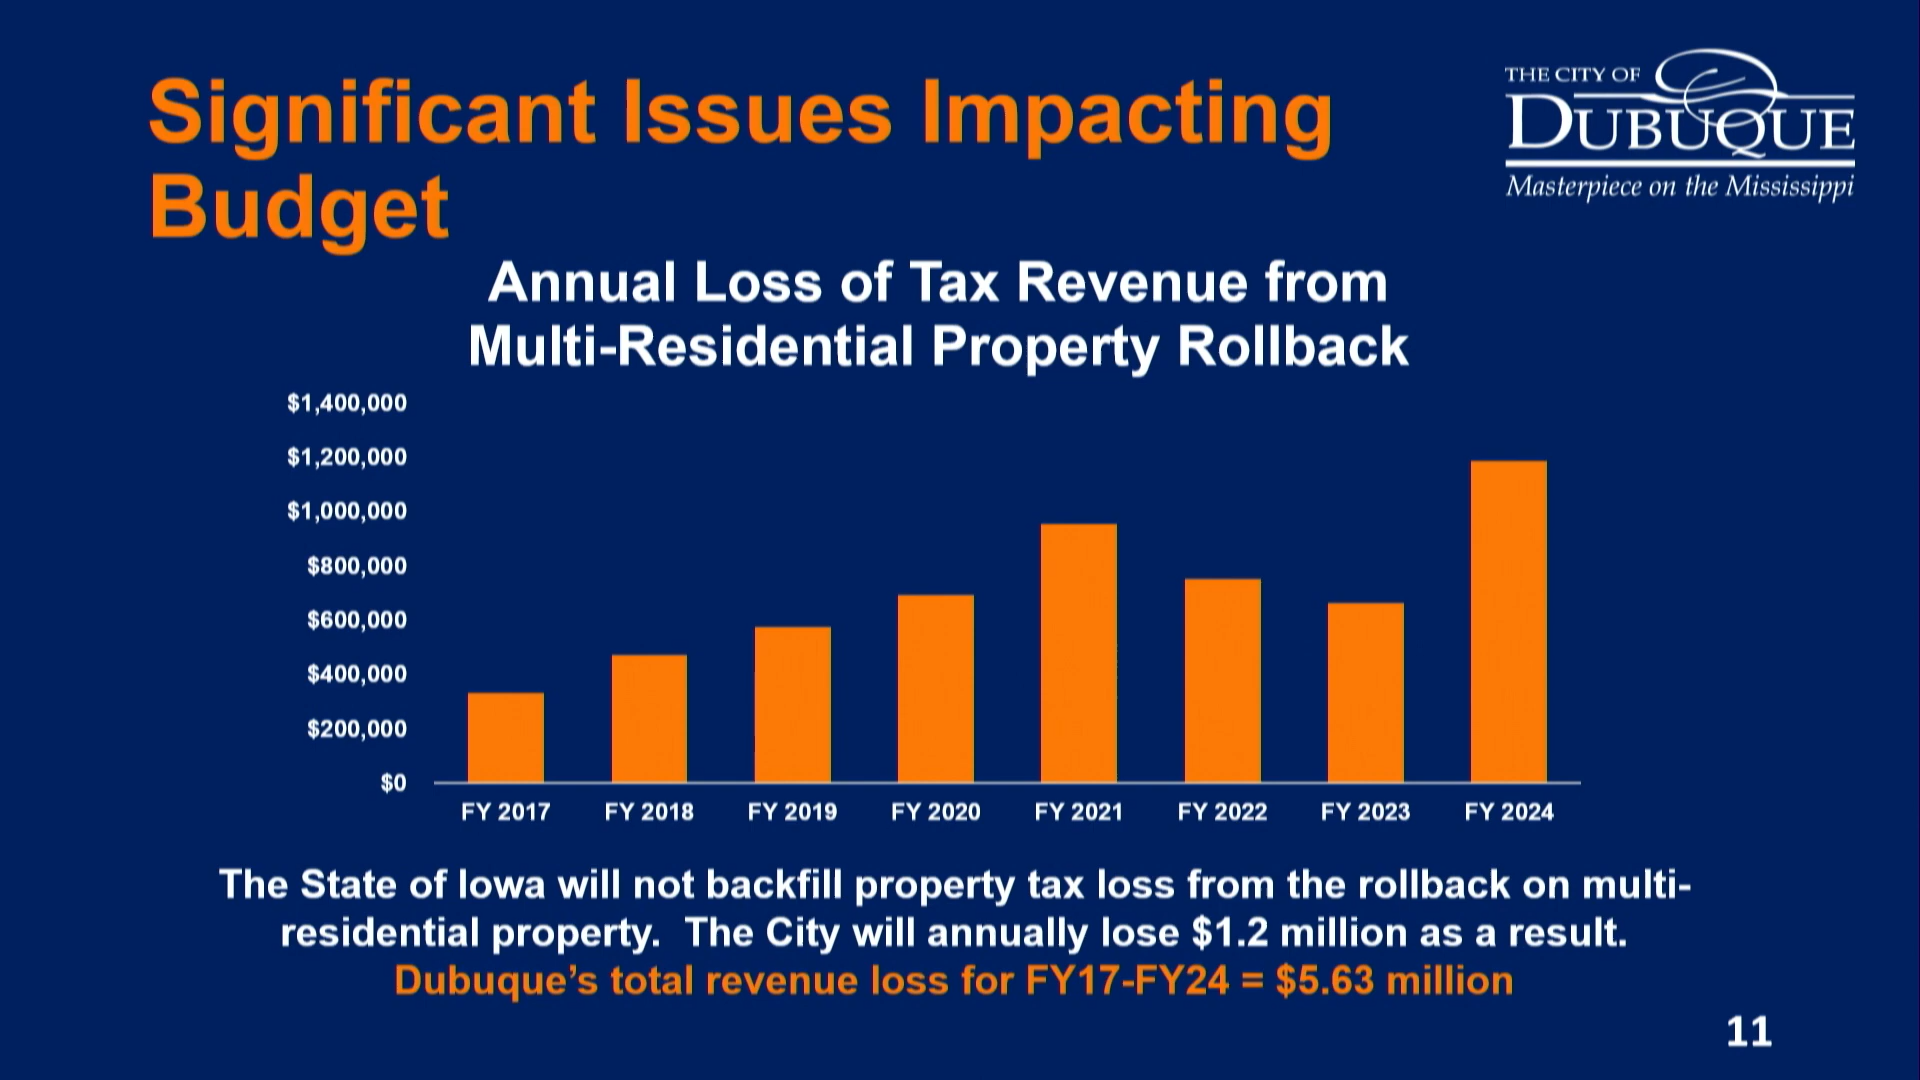 Significant Issues Impacting
Budget
THE CITY OF
DUBUQUE
Masterpiece on the Mississippi
Annual Loss of Tax Revenue from
Multi-Residential Property Rollback
$1,400,000
$1,200,000
$1,000,000
$800,000
$600,000
$400,000
$200,000
$0
FY 2017 FY 2018 FY 2019 FY 2020 FY 2021 FY 2022 FY 2023 FY 2024
The State of Iowa will not backfill property tax loss from the rollback on multi-
residential property.  The City will annually lose $1.2 million as a result.
Dubuque’s total revenue loss for FY17-FY24 = $5.63 million
11